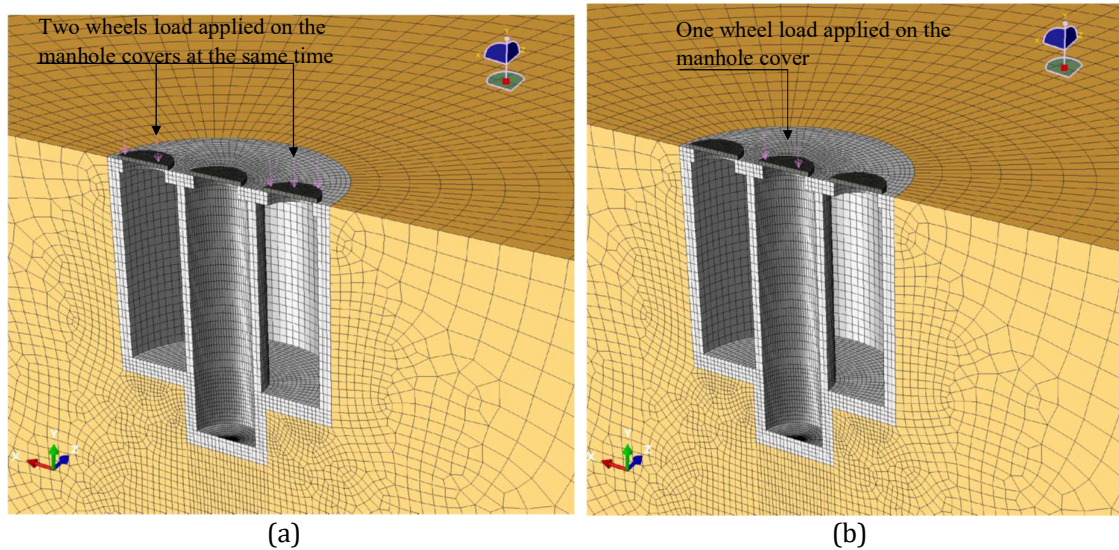 Two wheels load applied on the
manhole covers at the same time
One wheel load applied on the
manhole cover
Y
X
Z
Y
X
Z
(a)
(b)